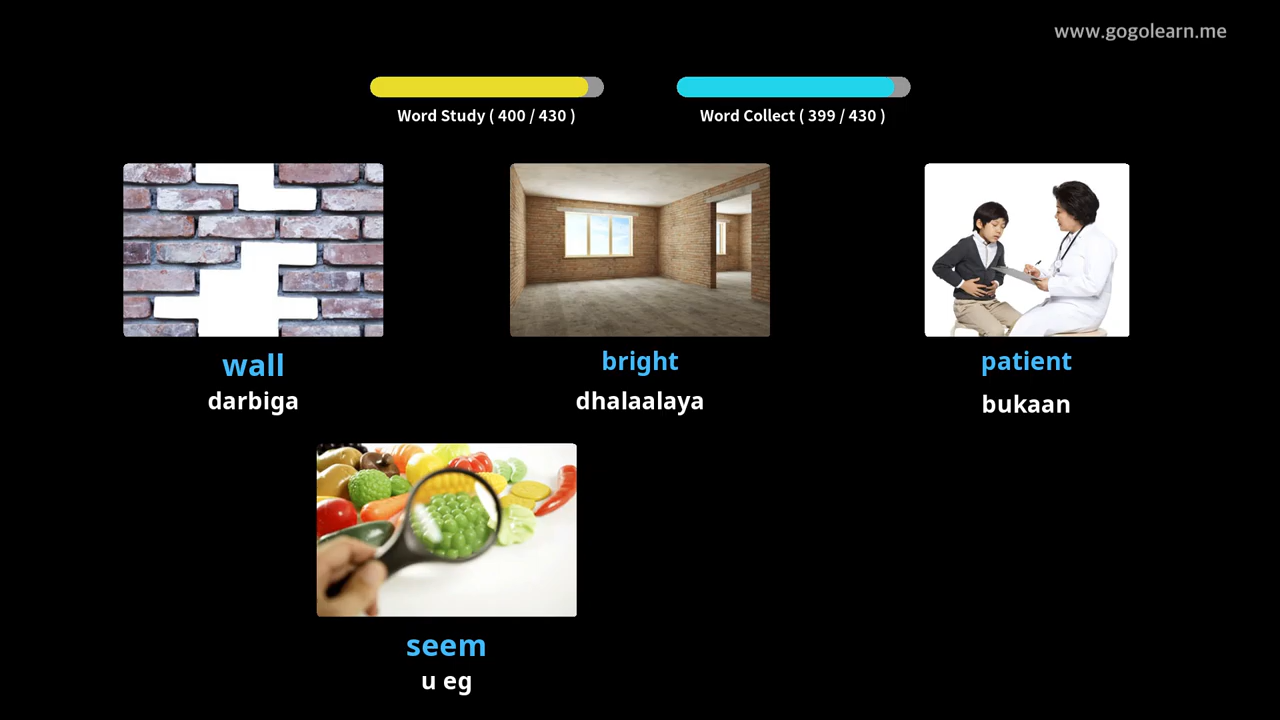 www.gogolearn.me
Word Study ( 400 / 430 )
Word Collect ( 399 / 430 )
wall
darbiga
bright
dhalaalaya
patient
bukaan
seem
u eg